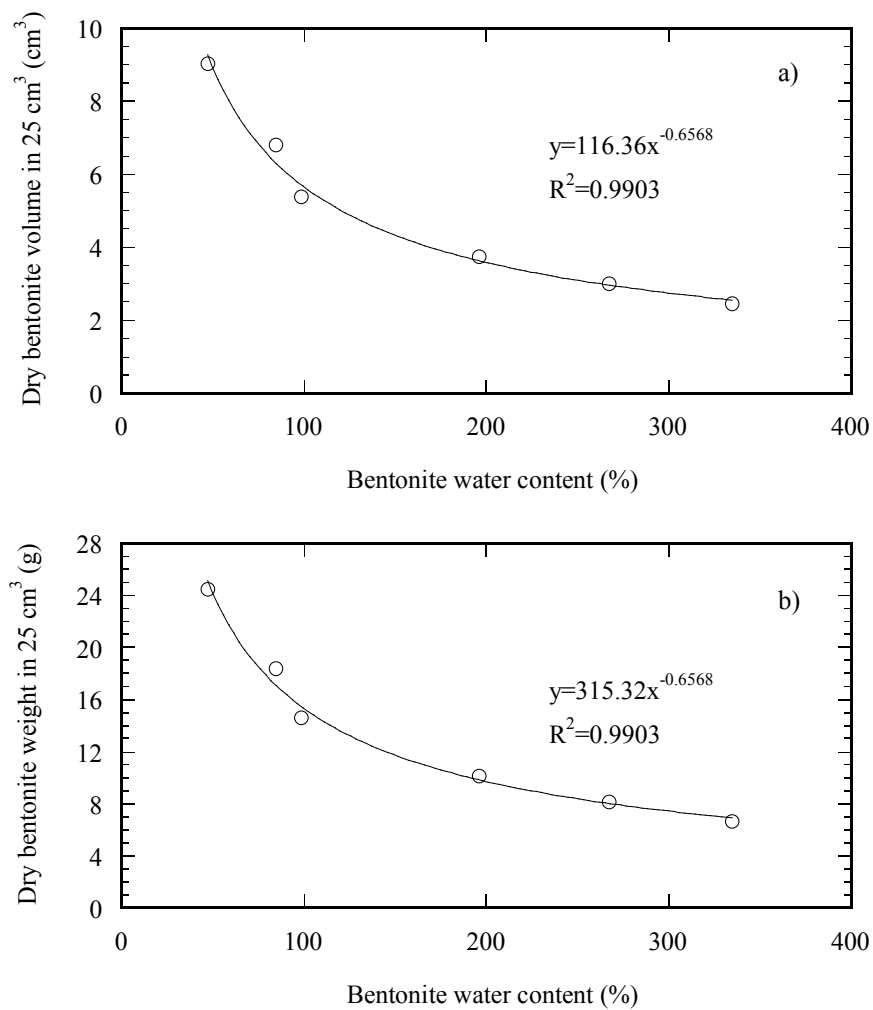 10
8
6
4
2
0
Dry bentonite volume in 25 cm³ (cm³)
a)
y=116.36x^-0.6568
R²=0.9903
0 100 200 300 400
Bentonite water content (%)
28
24
20
16
12
8
4
0
Dry bentonite weight in 25 cm³ (g)
b)
y=315.32x^-0.6568
R²=0.9903
0 100 200 300 400
Bentonite water content (%)